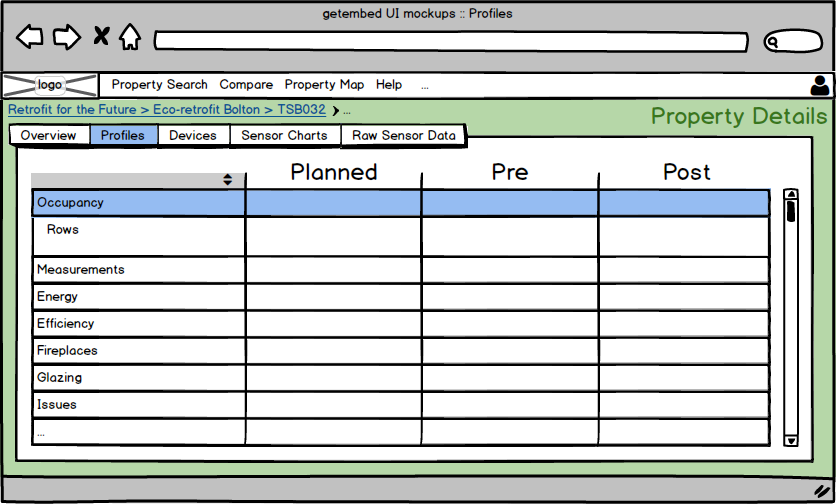 getembed UI mockups :: Profiles
logo Property Search Compare Property Map Help ...
Retrofit for the Future > Eco-retrofit Bolton > TSB032 ...
Property Details
Overview Profiles Devices Sensor Charts Raw Sensor Data
Planned Pre Post
Occupancy
Rows
Measurements
Energy
Efficiency
Fireplaces
Glazing
Issues
...